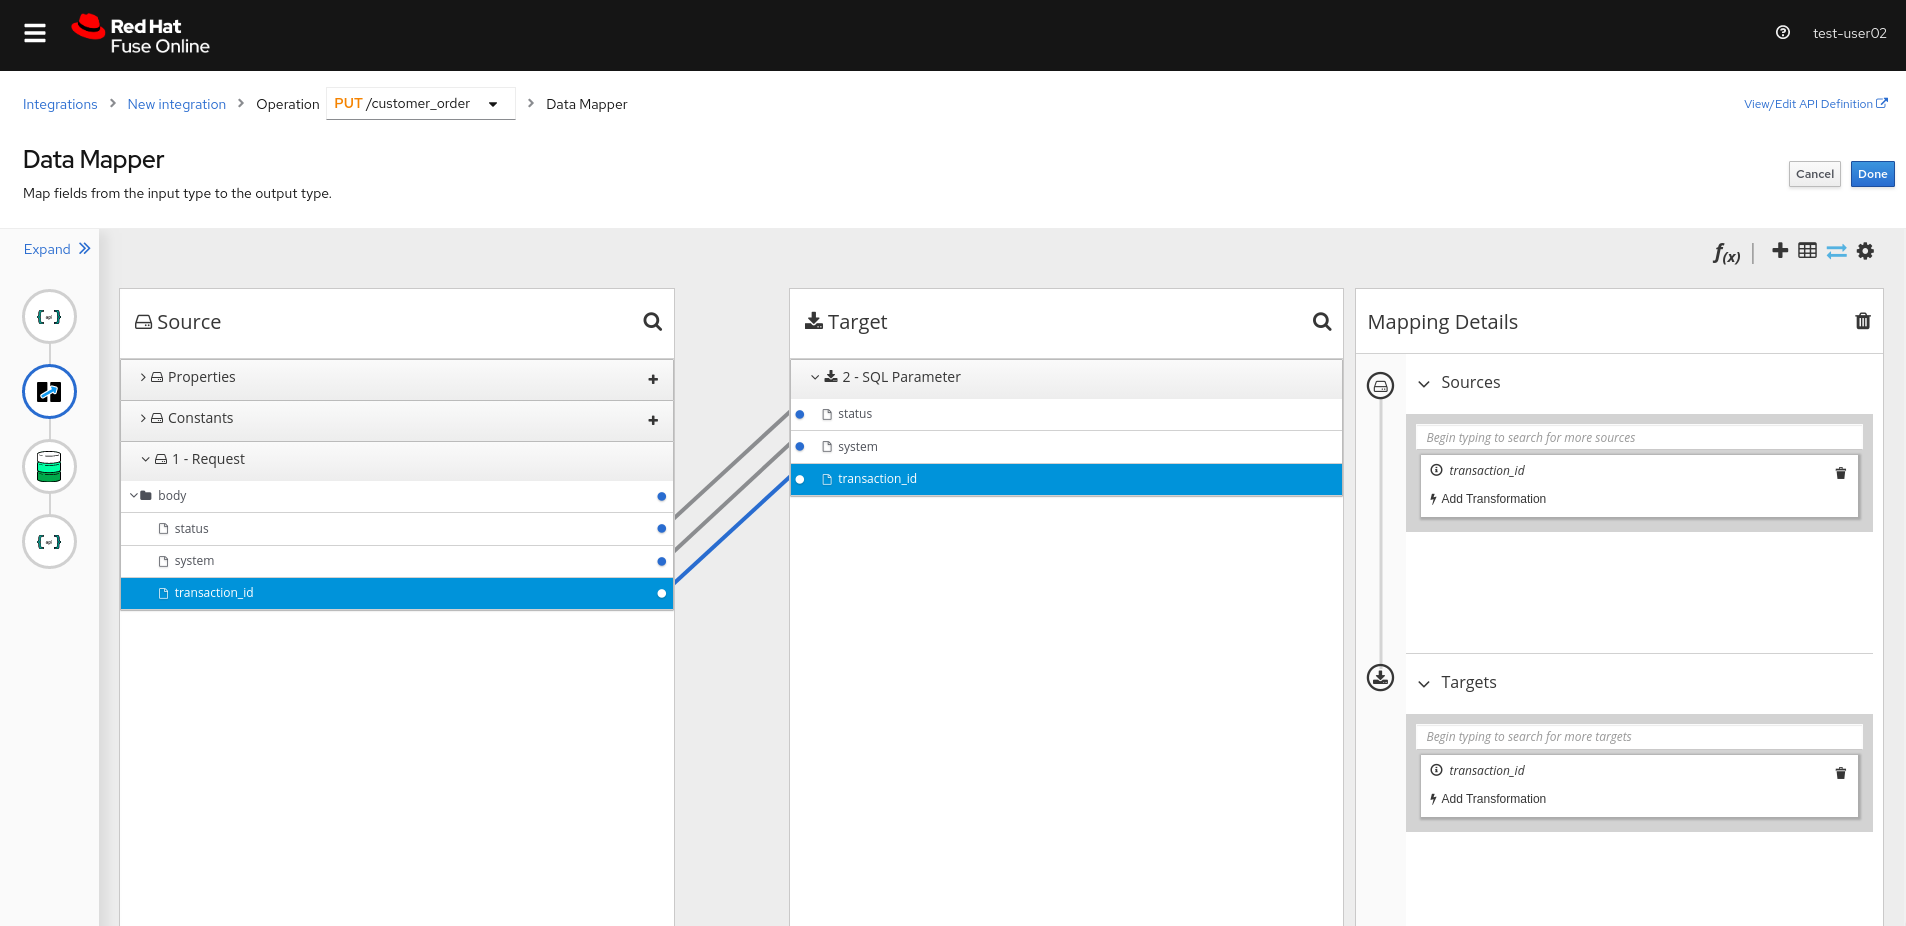 Red Hat
Fuse Online
test-user02
Integrations > New integration > Operation PUT /customer_order > Data Mapper
View/Edit API Definition
Data Mapper
Map fields from the input type to the output type.
Cancel
Done
Expand
f(x)
Source
Properties
Constants
1 - Request
body
status
system
transaction_id
Target
2 - SQL Parameter
status
system
transaction_id
Mapping Details
Sources
Begin typing to search for more sources
transaction_id
Add Transformation
Targets
Begin typing to search for more targets
transaction_id
Add Transformation